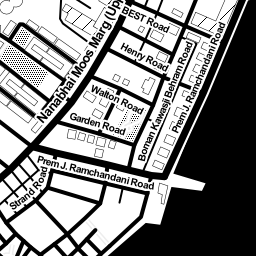 BEST Road
Henry Road
Nanabhai Moos Marg Up
Walton Road
Boman Kawasji Behram Road
Prem J. Ramchandani Road
Garden Road
Prem J. Ramchandani Road
Strand Road